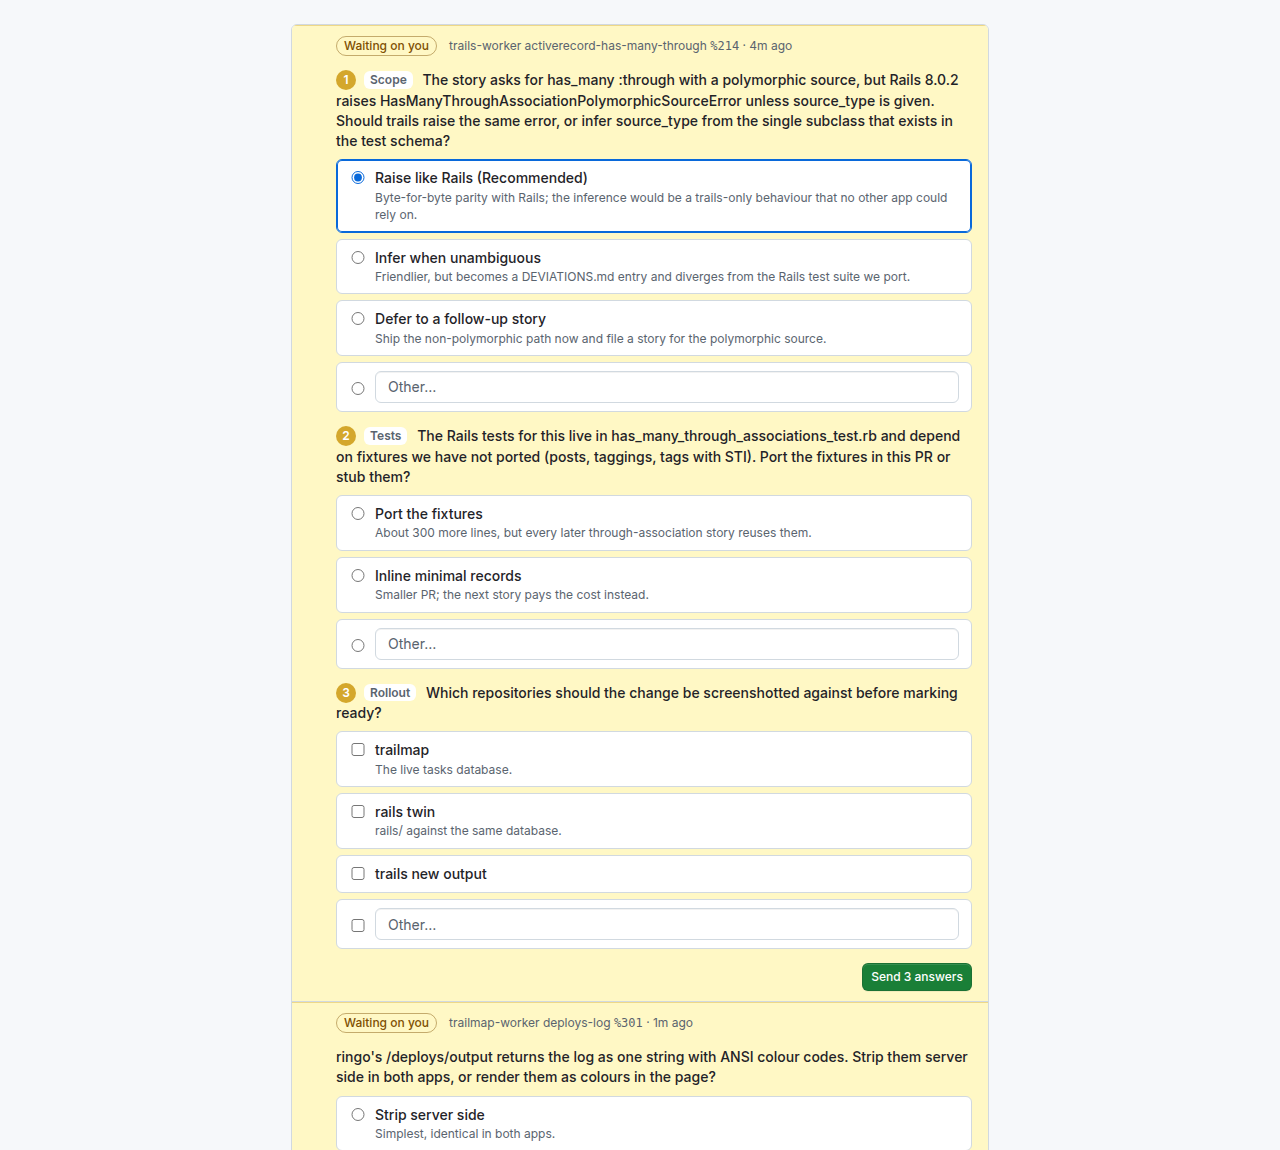 Waiting on you trails-worker activerecord-has-many-through %214 · 4m ago
1 Scope The story asks for has_many :through with a polymorphic source, but Rails 8.0.2
raises HasManyThroughAssociationPolymorphicSourceError unless source_type is given.
Should trails raise the same error, or infer source_type from the single subclass that exists in
the test schema?
Raise like Rails (Recommended)
Byte-for-byte parity with Rails; the inference would be a trails-only behaviour that no other app could
rely on.
Infer when unambiguous
Friendlier, but becomes a DEVIATIONS.md entry and diverges from the Rails test suite we port.
Defer to a follow-up story
Ship the non-polymorphic path now and file a story for the polymorphic source.
Other...
2 Tests The Rails tests for this live in has_many_through_associations_test.rb and depend
on fixtures we have not ported (posts, taggings, tags with STI). Port the fixtures in this PR or
stub them?
Port the fixtures
About 300 more lines, but every later through-association story reuses them.
Inline minimal records
Smaller PR; the next story pays the cost instead.
Other...
3 Rollout Which repositories should the change be screenshotted against before marking
ready?
trailmap
The live tasks database.
rails twin
rails/ against the same database.
trails new output
Other...
Send 3 answers
Waiting on you trailmap-worker deploys-log %301 · 1m ago
ringo's /deploys/output returns the log as one string with ANSI colour codes. Strip them server
side in both apps, or render them as colours in the page?
Strip server side
Simplest, identical in both apps.